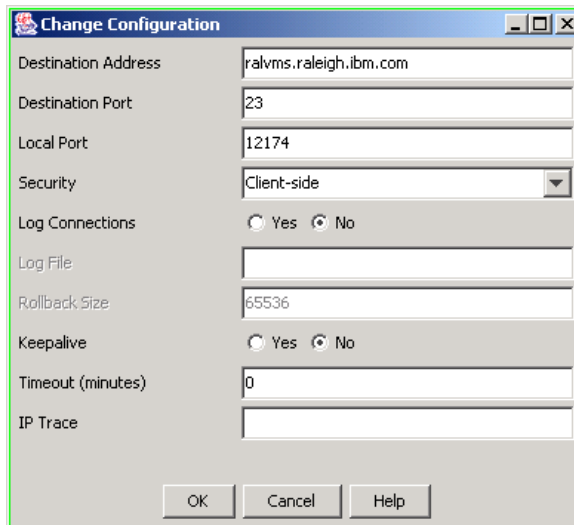 Change Configuration
Destination Address ralvms.raleigh.ibm.com
Destination Port 23
Local Port 12174
Security Client-side
Log Connections Yes No
Log File
Rollback Size 65536
Keepalive Yes No
Timeout (minutes) 0
IP Trace
OK Cancel Help